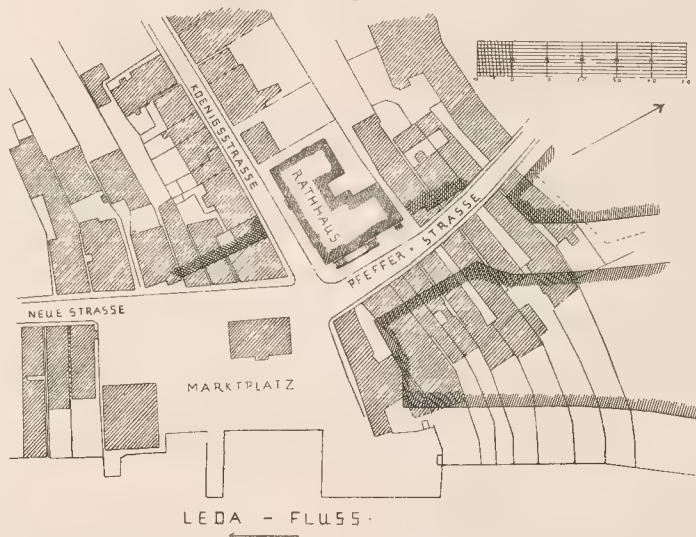 KOENIGSSTRASSE
RATHHAUS
PFEFFER - STRASSE
NEUE STRASSE
MARKTPLATZ
LEDA - FLUSS.